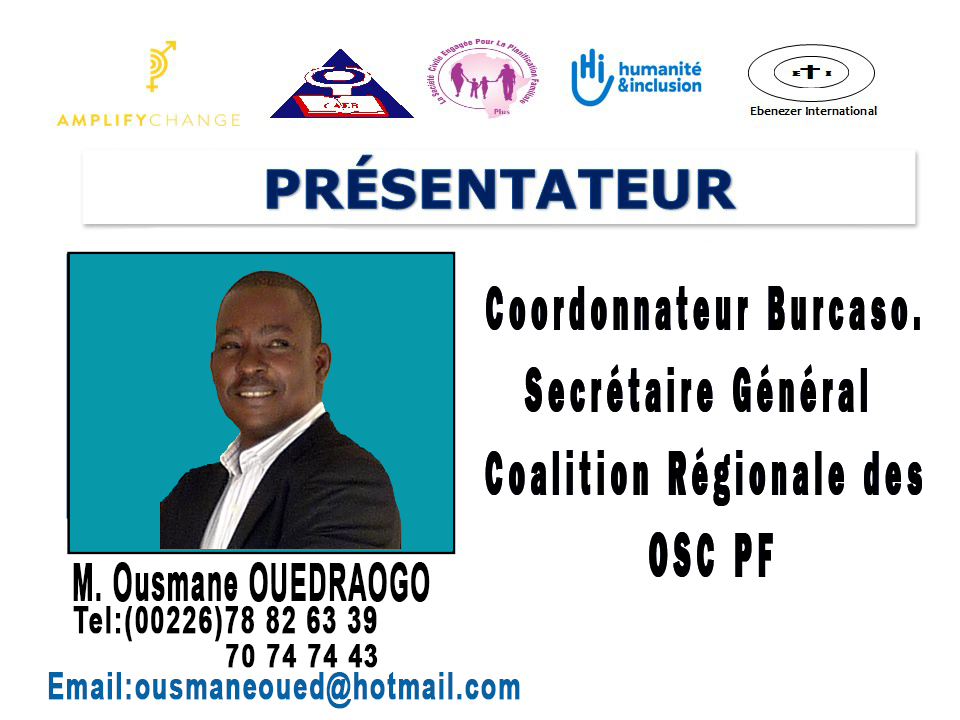 AMPLIFYCHANGE
CAEB
La Société Civile Engagée Pour La Planification Familiale
Plus
HI humanité
&inclusion
Ebenezer International
PRÉSENTATEUR
Coordonnateur Burcaso.
Secrétaire Général
Coalition Régionale des
OSC PF
M. Ousmane OUEDRAOGO
Tel:(00226)78 82 63 39
70 74 74 43
Email:ousmaneoued@hotmail.com